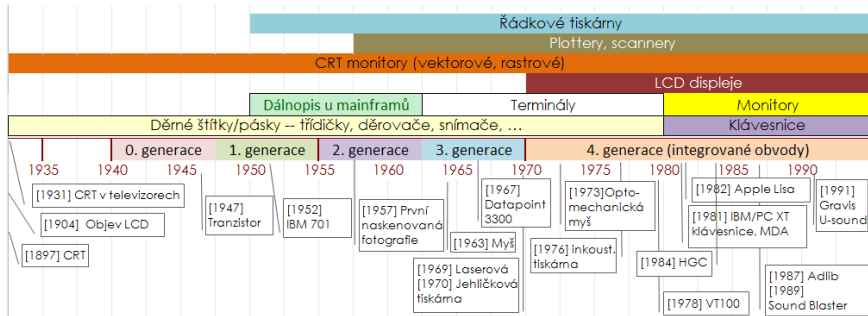 Řádkové tiskárny
Plottery, scannery
CRT monitory (vektorové, rastrové)
LCD displeje
Dálnopis u mainframů
Terminály
Monitory
Děrné štítky/pásky -- třídičky, děrovače, snímače, …
Klávesnice
0. generace
1. generace
2. generace
3. generace
4. generace (integrované obvody)
1935
1940
1945
1950
1955
1960
1965
1970
1975
1980
1985
1990
[1931] CRT v televizorech
[1904] Objev LCD
[1897] CRT
[1947]
Tranzistor
[1952]
IBM 701
[1957] První
naskenovaná
fotografie
[1963] Myš
[1969] Laserová
[1970] Jehličková
tiskárna
[1967]
Datapoint
3300
[1973]Opto-
mechanická
myš
[1976] inkoust.
tiskárna
[1982] Apple Lisa
[1981] IBM/PC XT
klávesnice, MDA
[1984] HGC
[1978] VT100
[1991]
Gravis
U-sound
[1987] Adlib
[1989]
Sound Blaster